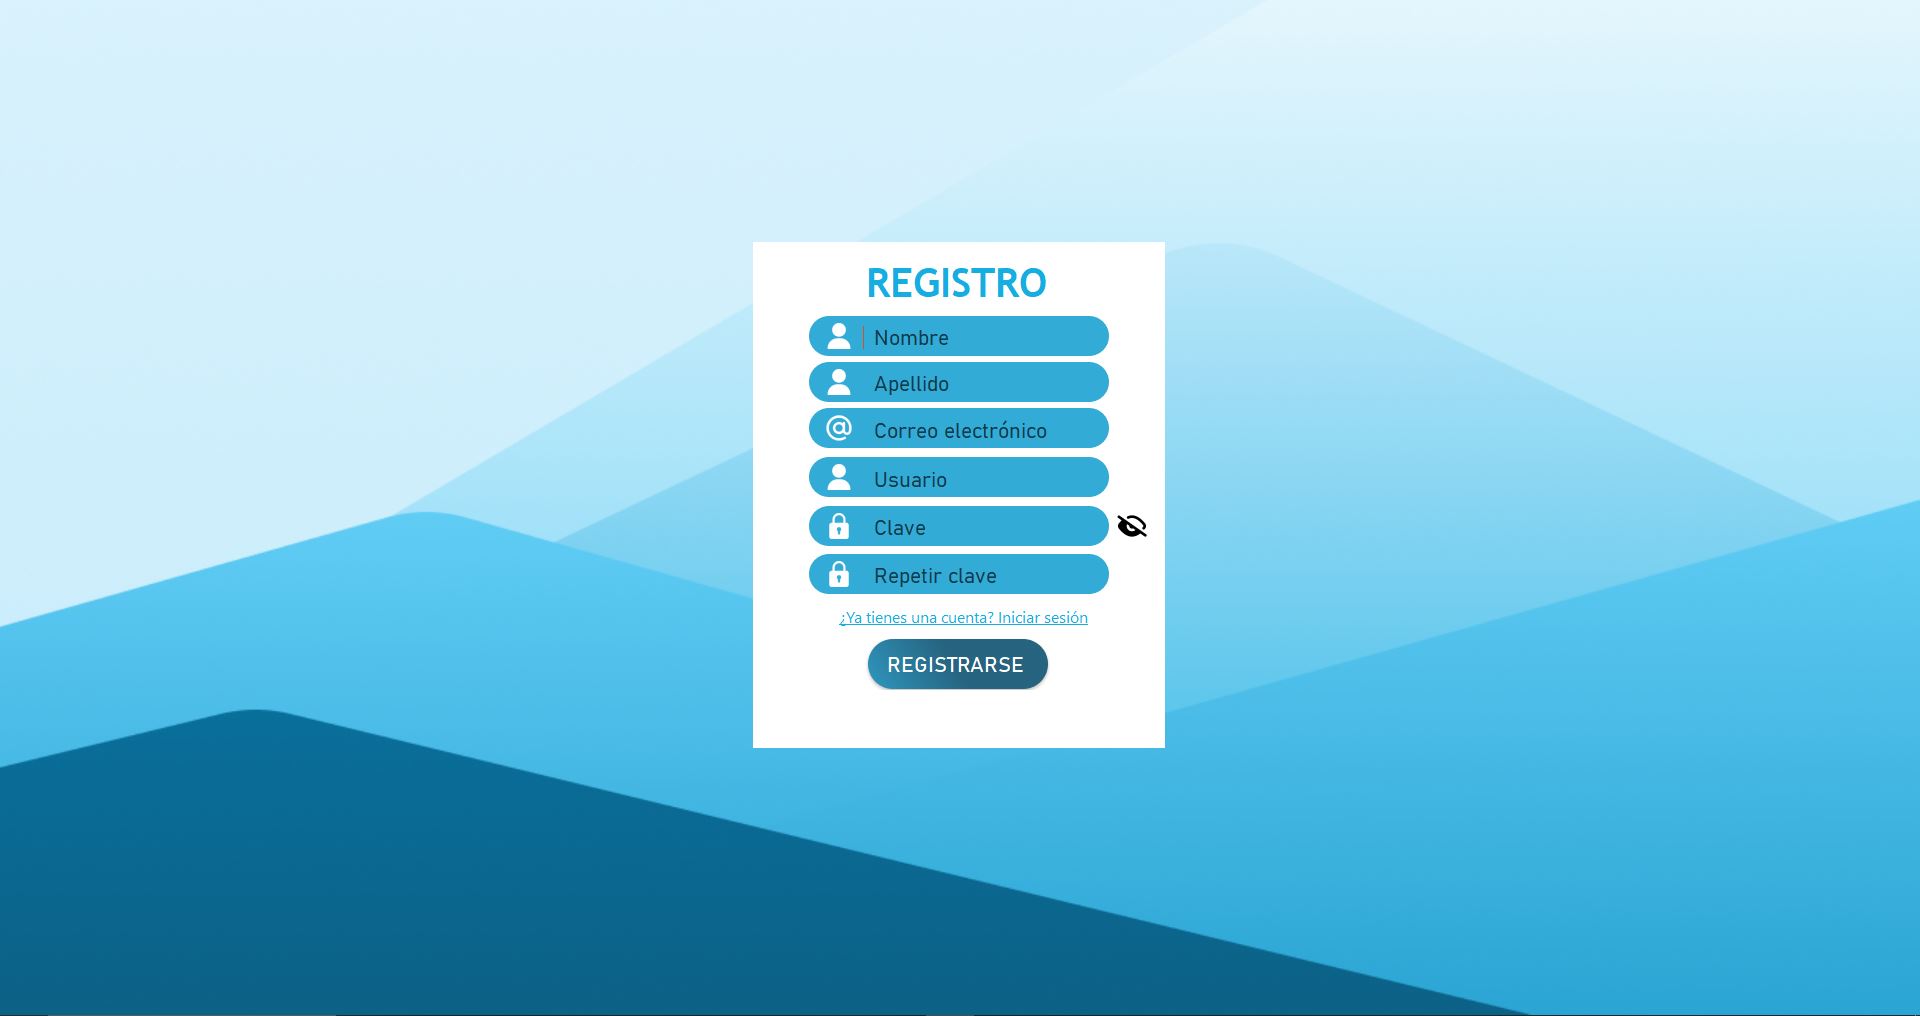 REGISTRO
Nombre
Apellido
Correo electrónico
Usuario
Clave
Repetir clave
¿Ya tienes una cuenta? Iniciar sesión
REGISTRARSE